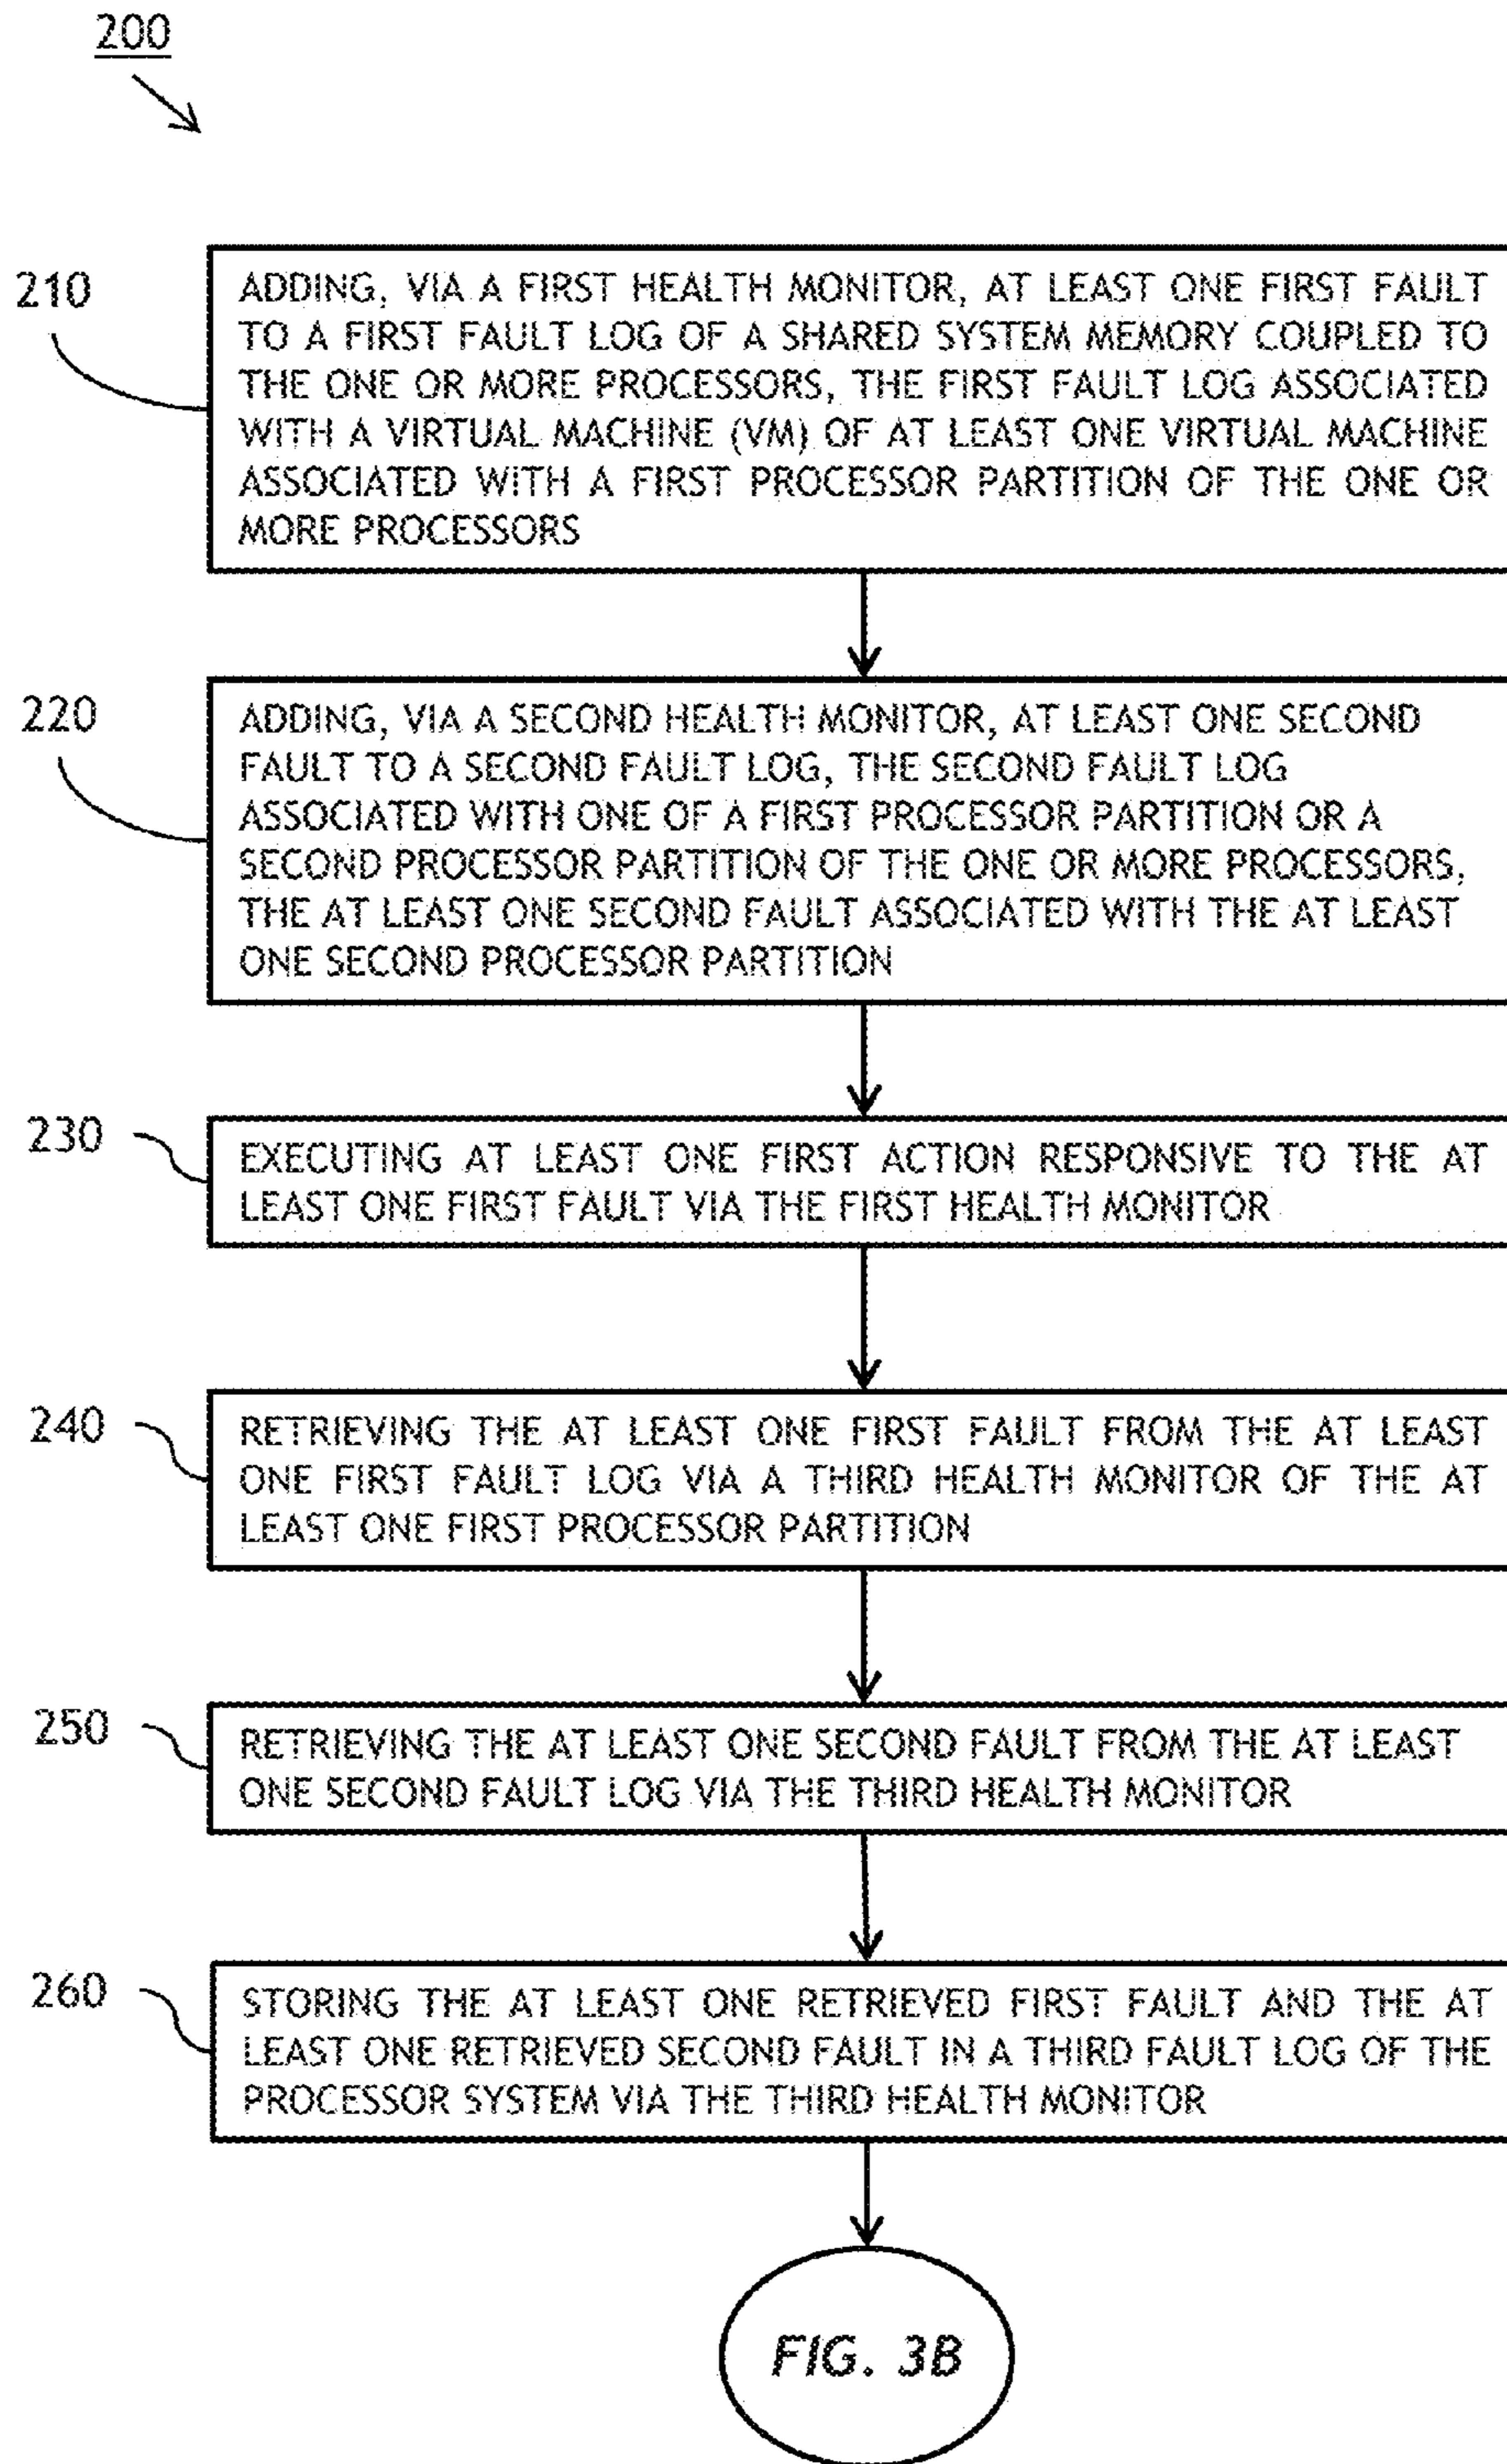 200
210
ADDING, VIA A FIRST HEALTH MONITOR, AT LEAST ONE FIRST FAULT
TO A FIRST FAULT LOG OF A SHARED SYSTEM MEMORY COUPLED TO
THE ONE OR MORE PROCESSORS, THE FIRST FAULT LOG ASSOCIATED
WITH A VIRTUAL MACHINE (VM) OF AT LEAST ONE VIRTUAL MACHINE
ASSOCIATED WITH A FIRST PROCESSOR PARTITION OF THE ONE OR
MORE PROCESSORS
220
ADDING, VIA A SECOND HEALTH MONITOR, AT LEAST ONE SECOND
FAULT TO A SECOND FAULT LOG, THE SECOND FAULT LOG
ASSOCIATED WITH ONE OF A FIRST PROCESSOR PARTITION OR A
SECOND PROCESSOR PARTITION OF THE ONE OR MORE PROCESSORS,
THE AT LEAST ONE SECOND FAULT ASSOCIATED WITH THE AT LEAST
ONE SECOND PROCESSOR PARTITION
230
EXECUTING AT LEAST ONE FIRST ACTION RESPONSIVE TO THE AT
LEAST ONE FIRST FAULT VIA THE FIRST HEALTH MONITOR
240
RETRIEVING THE AT LEAST ONE FIRST FAULT FROM THE AT LEAST
ONE FIRST FAULT LOG VIA A THIRD HEALTH MONITOR OF THE AT
LEAST ONE FIRST PROCESSOR PARTITION
250
RETRIEVING THE AT LEAST ONE SECOND FAULT FROM THE AT LEAST
ONE SECOND FAULT LOG VIA THE THIRD HEALTH MONITOR
260
STORING THE AT LEAST ONE RETRIEVED FIRST FAULT AND THE AT
LEAST ONE RETRIEVED SECOND FAULT IN A THIRD FAULT LOG OF THE
PROCESSOR SYSTEM VIA THE THIRD HEALTH MONITOR
FIG. 3B